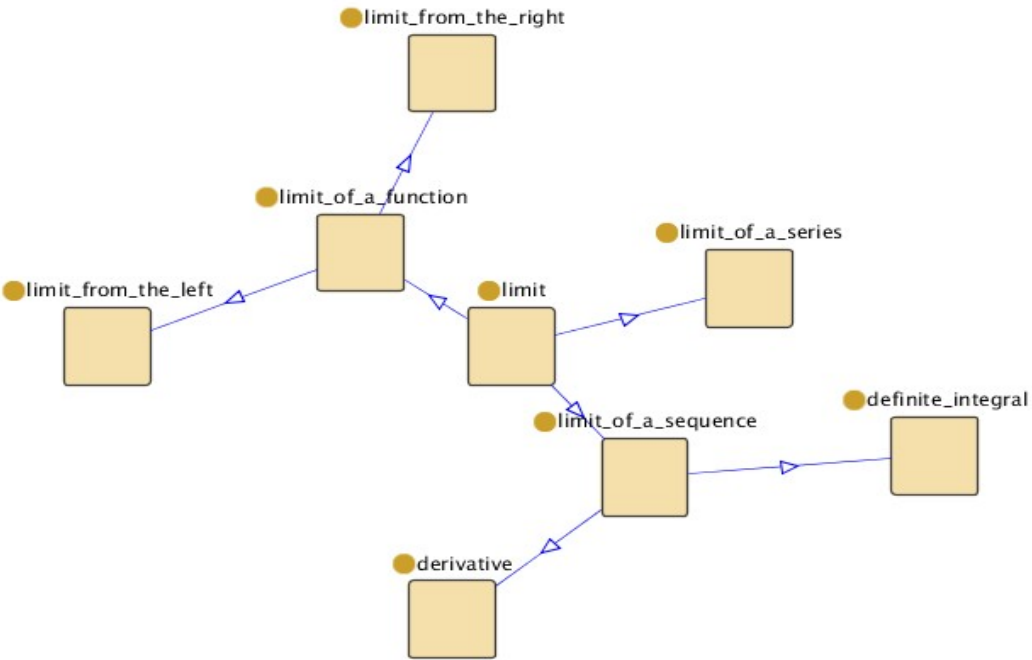 limit_from_the_right
limit_of_a_function
limit_of_a_series
limit_from_the_left
limit
definite_integral
limit_of_a_sequence
derivative